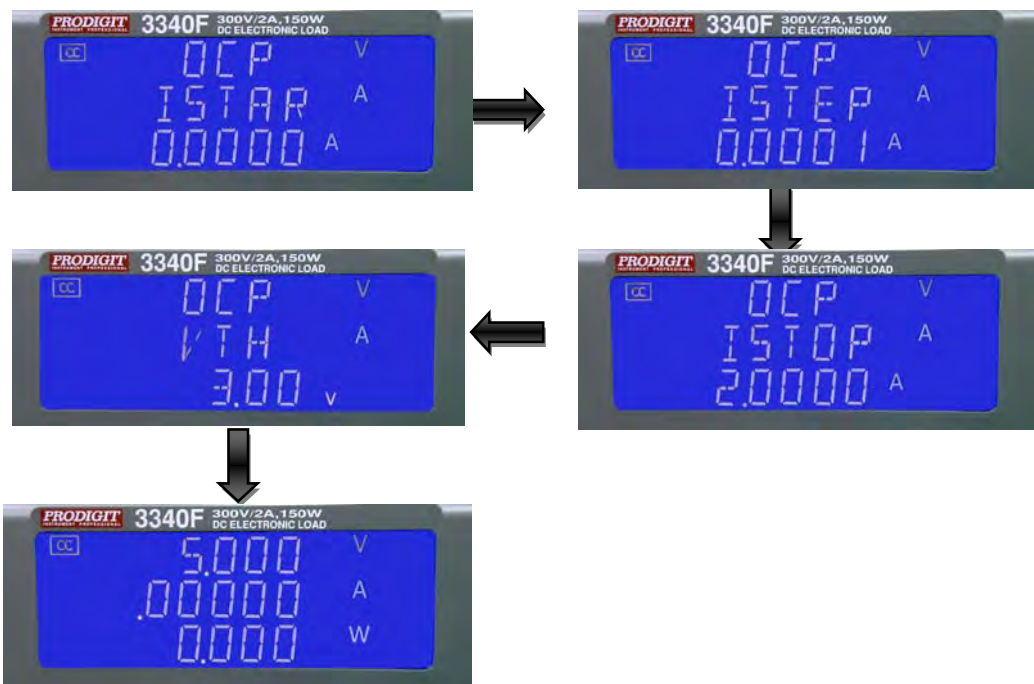 PRODIGIT 3340F 300V/2A,150W
INSTRUMENT PROFESSIONAL DC ELECTRONIC LOAD
CC OCP V
ISTAR A
0.0000 A
PRODIGIT 3340F 300V/2A,150W
INSTRUMENT PROFESSIONAL DC ELECTRONIC LOAD
CC OCP V
ISTEP A
0.0001 A
PRODIGIT 3340F 300V/2A,150W
INSTRUMENT PROFESSIONAL DC ELECTRONIC LOAD
CC OCP V
ISTOP A
2.0000 A
PRODIGIT 3340F 300V/2A,150W
INSTRUMENT PROFESSIONAL DC ELECTRONIC LOAD
CC OCP V
VTH A
3.00 V
PRODIGIT 3340F 300V/2A,150W
INSTRUMENT PROFESSIONAL DC ELECTRONIC LOAD
CC 5.000 V
.00000 A
0.000 W